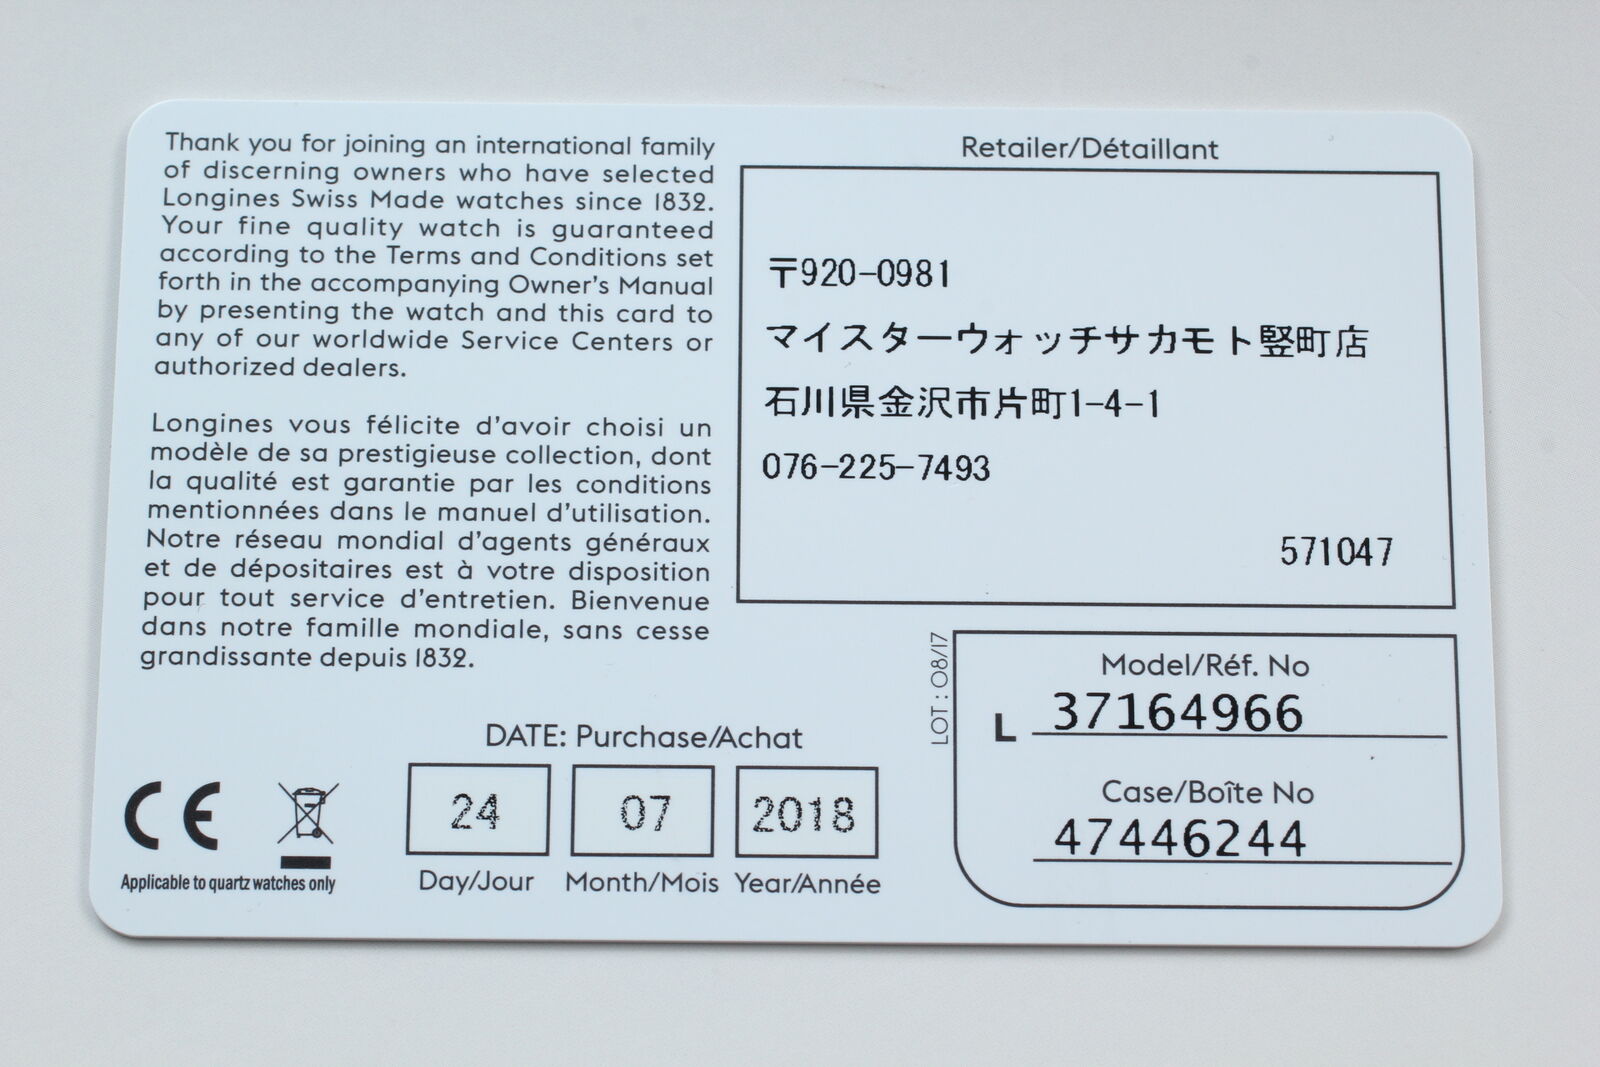 Thank you for joining an international family
of discerning owners who have selected
Longines Swiss Made watches since 1832.
Your fine quality watch is guaranteed
according to the Terms and Conditions set
forth in the accompanying Owner's Manual
by presenting the watch and this card to
any of our worldwide Service Centers or
authorized dealers.
Longines vous félicite d'avoir choisi un
modèle de sa prestigieuse collection, dont
la qualité est garantie par les conditions
mentionnées dans le manuel d'utilisation.
Notre réseau mondial d'agents généraux
et de dépositaires est à votre disposition
pour tout service d'entretien. Bienvenue
dans notre famille mondiale, sans cesse
grandissante depuis 1832.
Retailer/Détaillant
〒920-0981
マイスターウォッチサカモト竪町店
石川県金沢市片町1-4-1
076-225-7493
571047
LOT : 08/17
Model/Réf. No
L 37164966
Case/Boîte No
47446244
DATE: Purchase/Achat
24 07 2018
Day/Jour Month/Mois Year/Année
CE
Applicable to quartz watches only